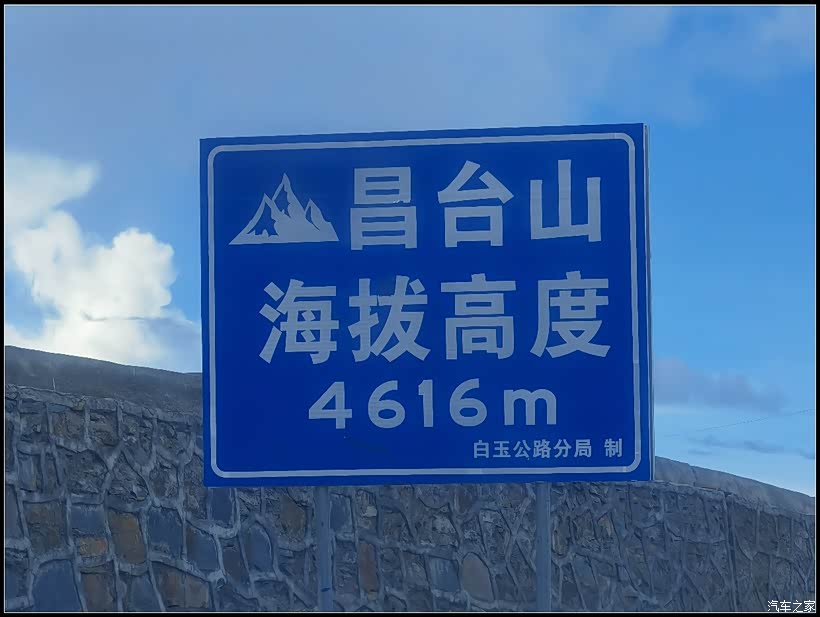 昌台山
海拔高度
4616m
白玉公路分局 制
汽车之家